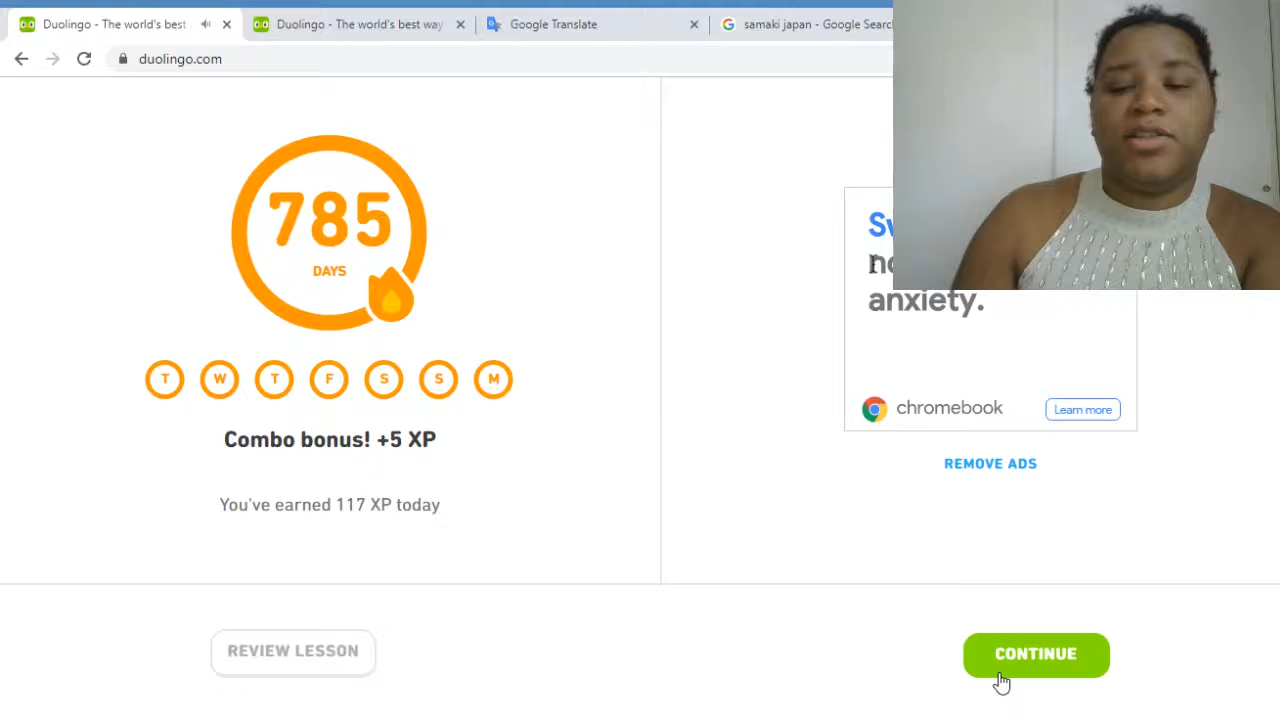 Duolingo - The world's best
Duolingo - The world's best way
Google Translate
samaki japan - Google Searc
duolingo.com
785
DAYS
T W T F S S M
Combo bonus! +5 XP
You've earned 117 XP today
REVIEW LESSON
anxiety.
chromebook
Learn more
REMOVE ADS
CONTINUE